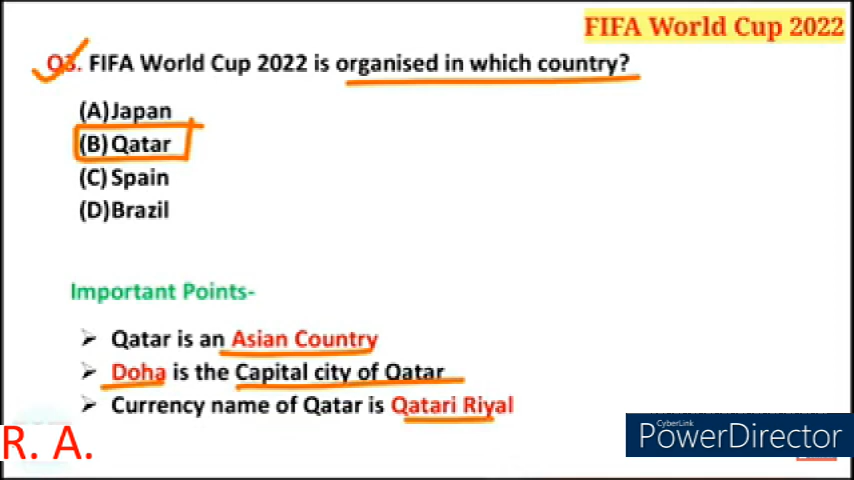 FIFA World Cup 2022
Q3. FIFA World Cup 2022 is organised in which country?
(A) Japan
(B) Qatar
(C) Spain
(D) Brazil
Important Points-
➤ Qatar is an Asian Country
➤ Doha is the Capital city of Qatar
➤ Currency name of Qatar is Qatari Riyal
R. A.
CyberLink
PowerDirector